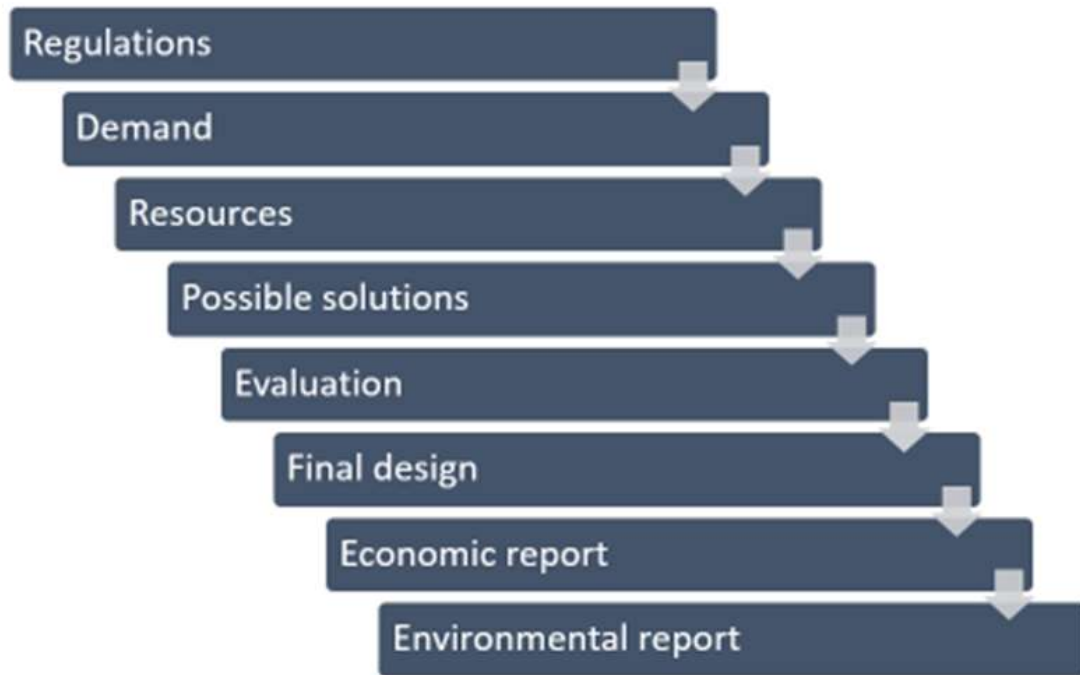 Regulations
Demand
Resources
Possible solutions
Evaluation
Final design
Economic report
Environmental report